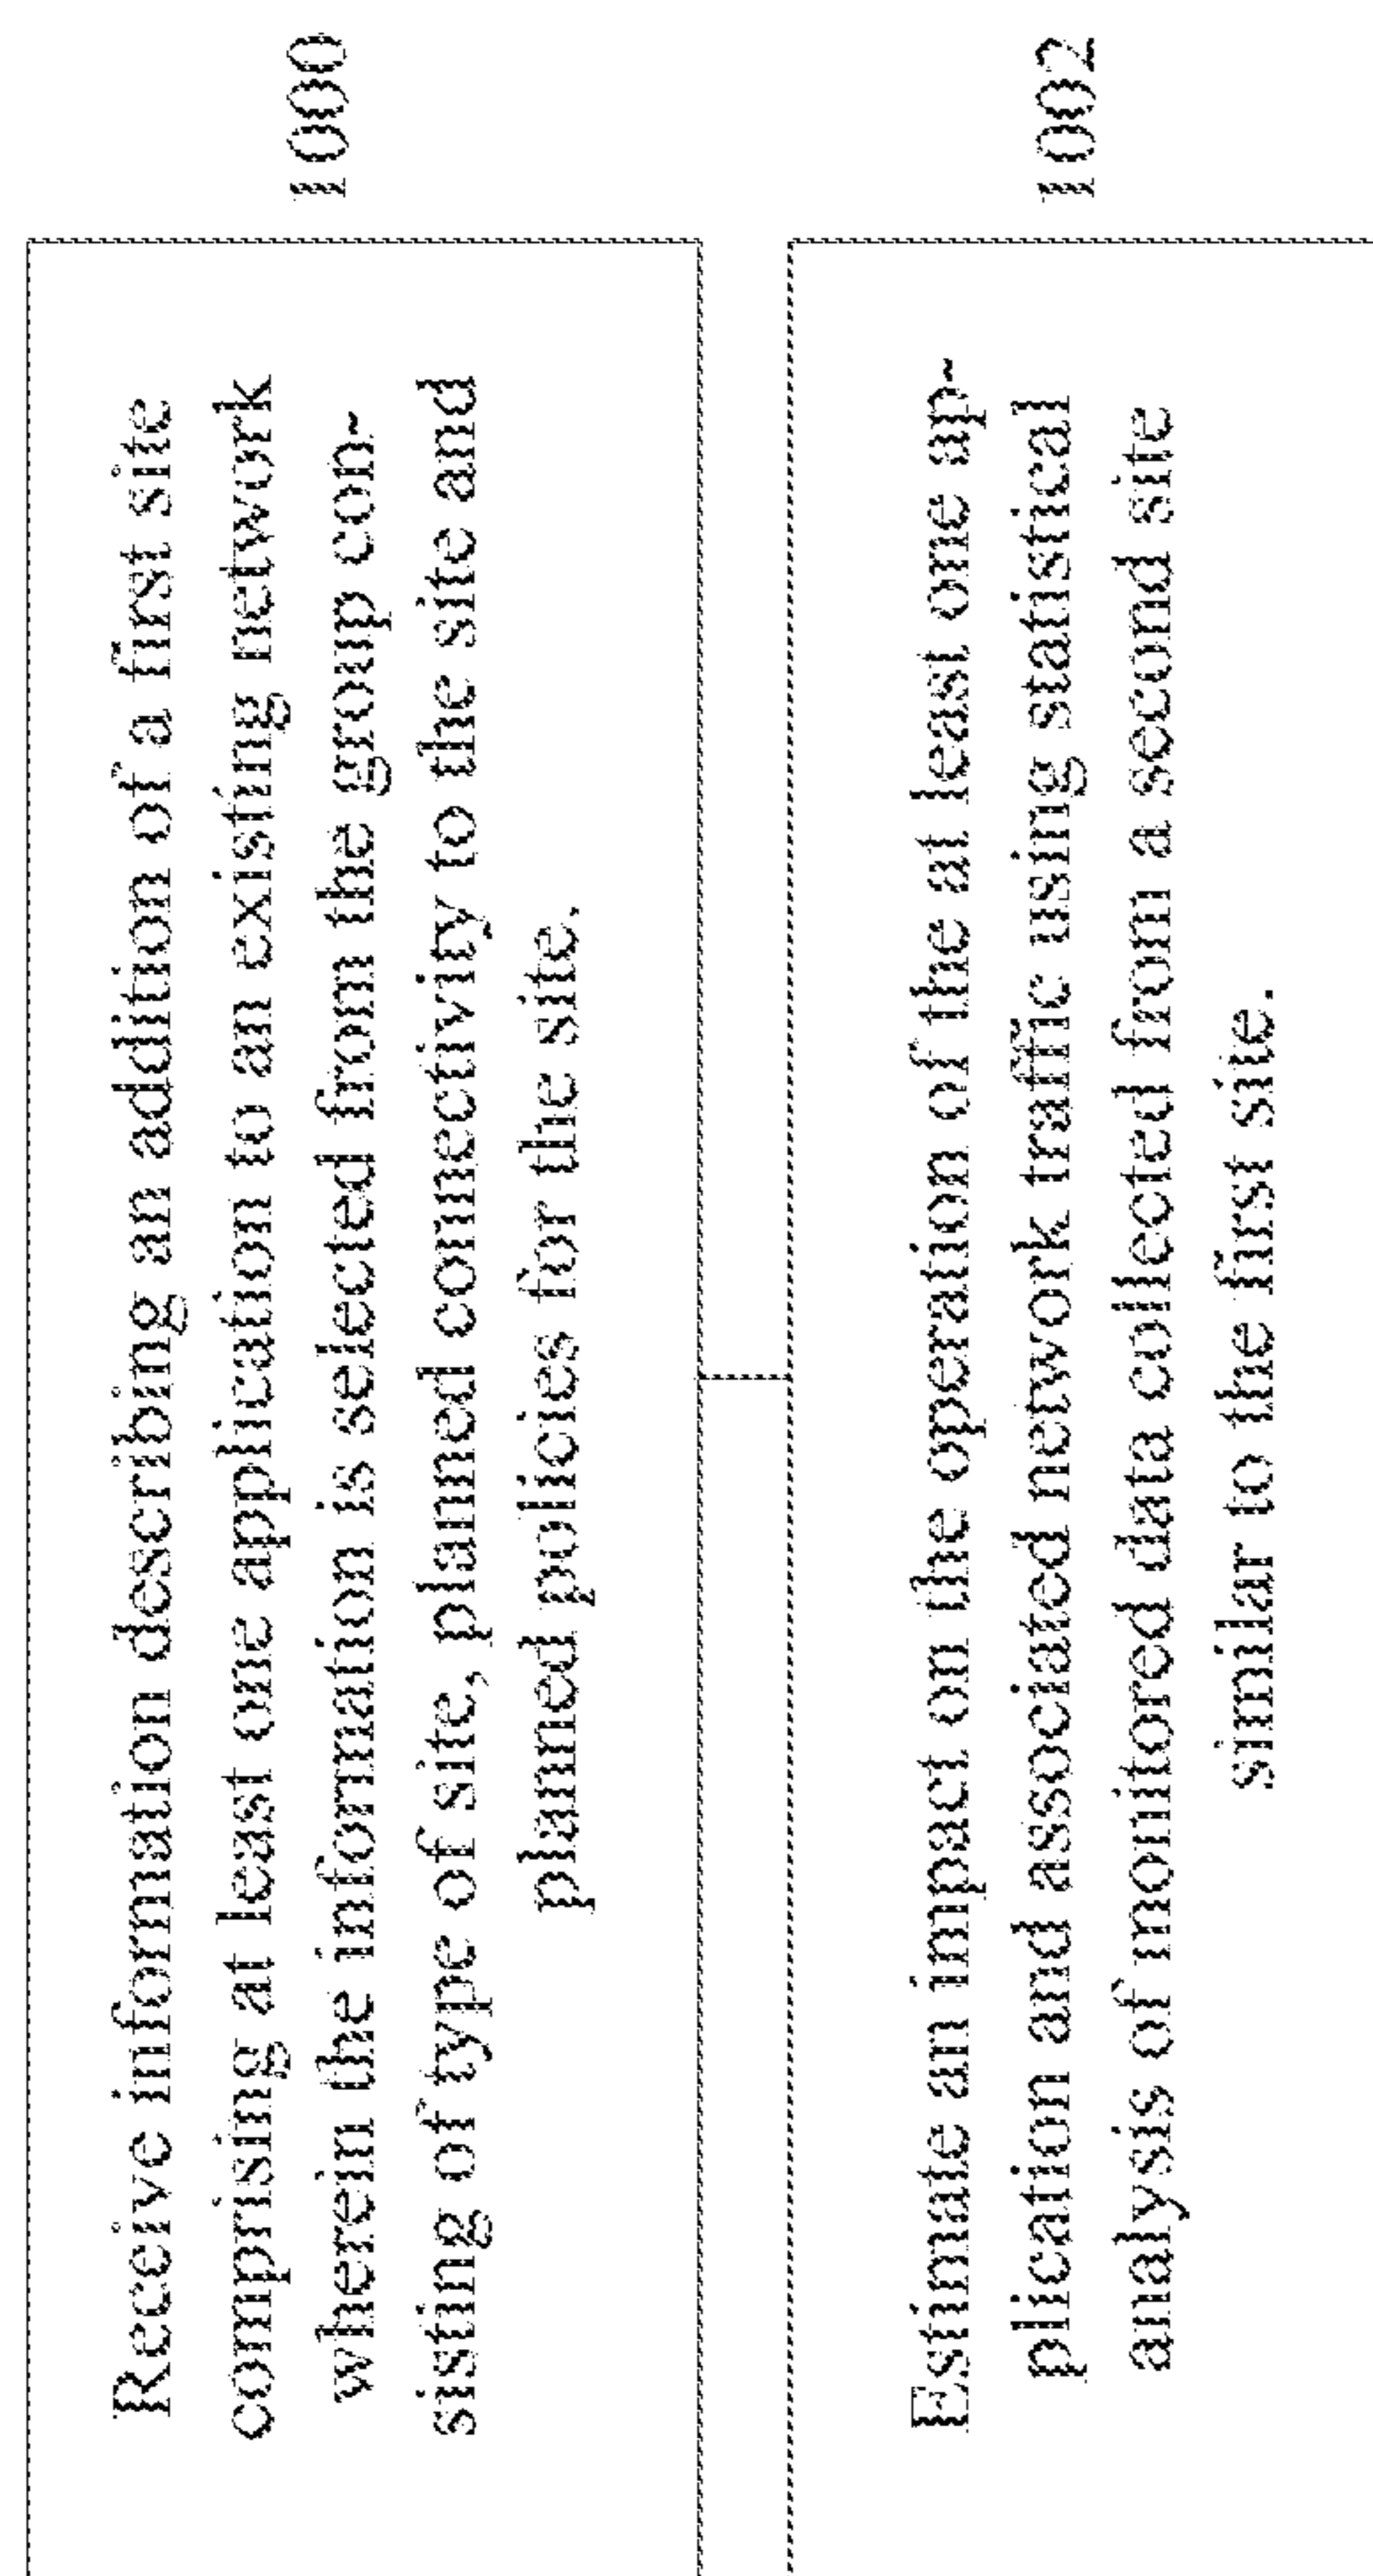 Receive information describing an addition of a first site
comprising at least one application to an existing network
wherein the information is selected from the group con-
sisting of type of site, planned connectivity to the site and
planned policies for the site.
1000
Estimate an impact on the operation of the at least one ap-
plication and associated network traffic using statistical
analysis of monitored data collected from a second site
similar to the first site.
1002